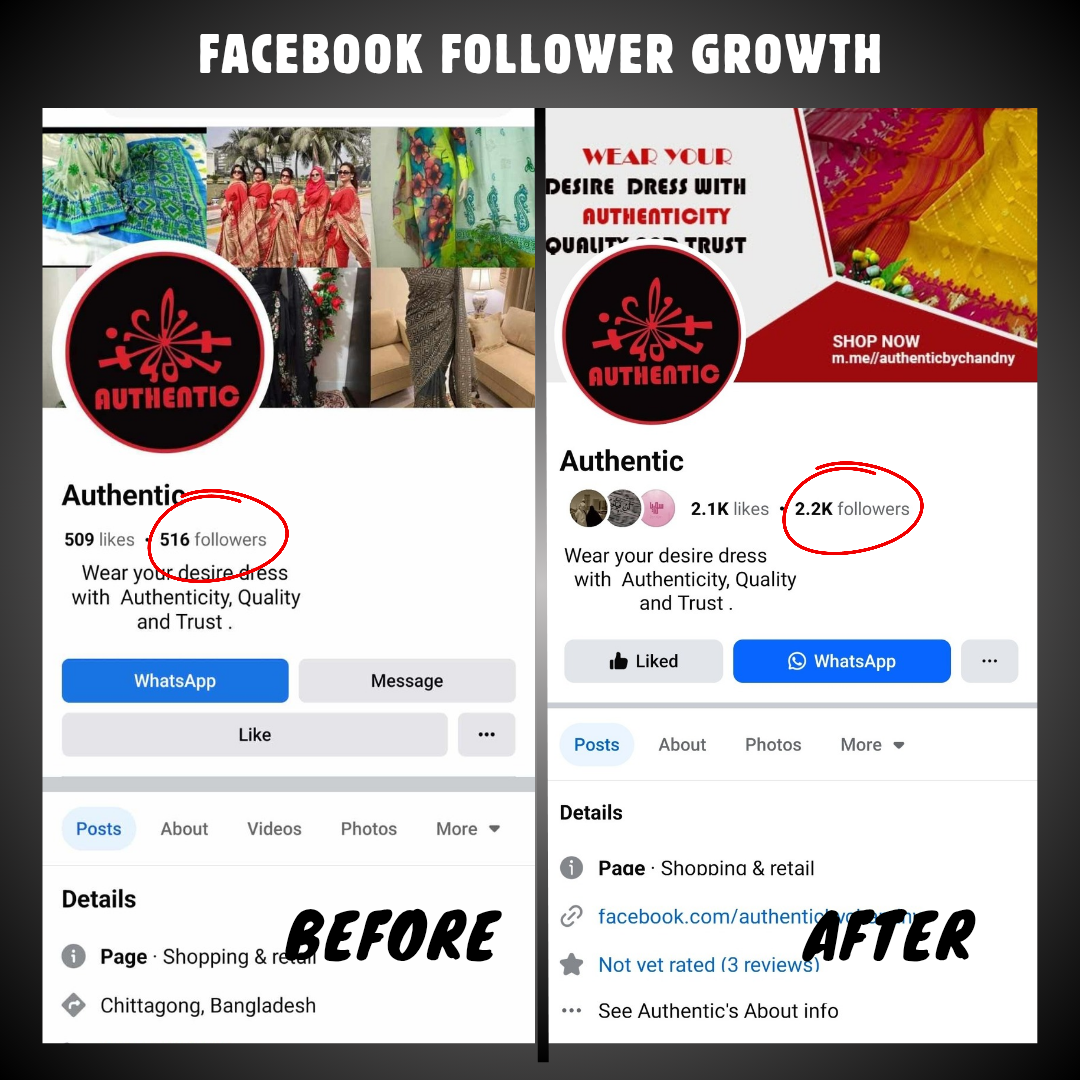 FACEBOOK FOLLOWER GROWTH
AUTHENTIC
Authentic
509 likes • 516 followers
Wear your desire dress
with Authenticity, Quality
and Trust .
WhatsApp
Message
Like
Posts
About
Videos
Photos
More
Details
Page · Shopping & retail
Chittagong, Bangladesh
BEFORE
WEAR YOUR
DESIRE DRESS WITH
AUTHENTICITY
QUALITY AND TRUST
SHOP NOW
m.me//authenticbychandny
AUTHENTIC
Authentic
2.1K likes • 2.2K followers
Wear your desire dress
with Authenticity, Quality
and Trust .
Liked
WhatsApp
Posts
About
Photos
More
Details
Page · Shopping & retail
facebook.com/authenticbychandny
Not yet rated (3 reviews)
See Authentic's About info
AFTER